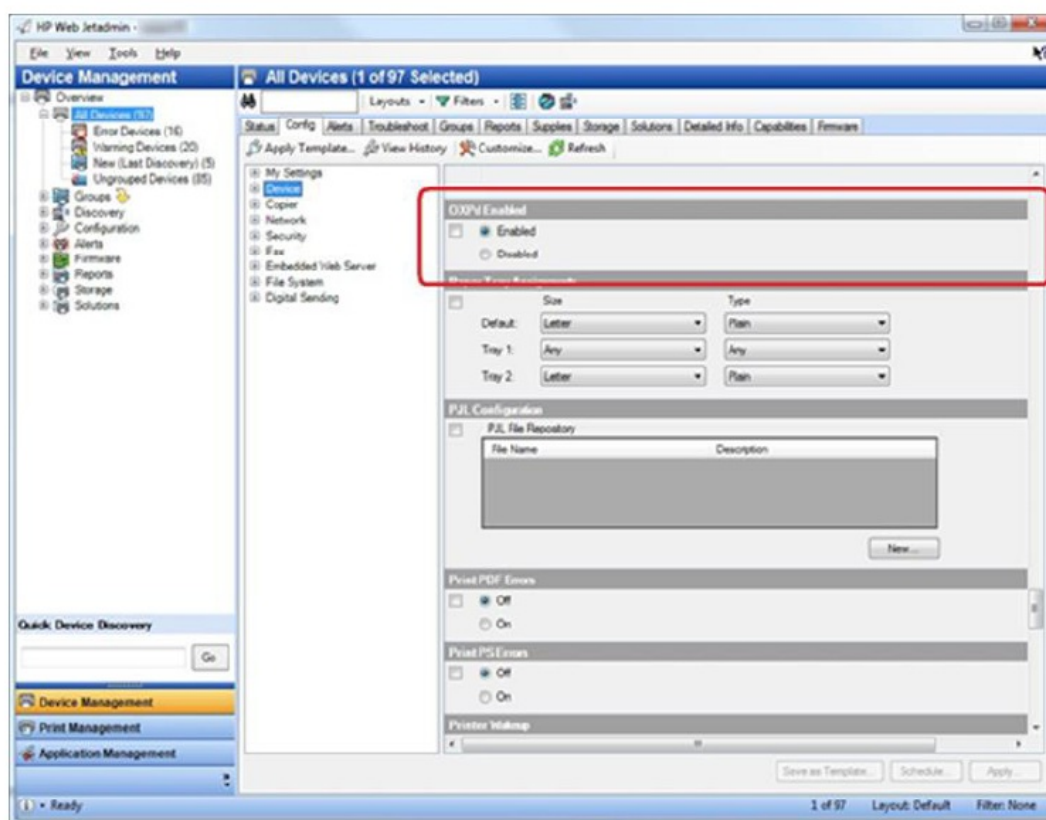 HP Web Jetadmin -
File View Tools Help
Device Management
All Devices (1 of 97 Selected)
Overview
All Devices (97)
Error Devices (16)
Warning Devices (20)
New (Last Discovery) (5)
Ungrouped Devices (85)
Groups
Discovery
Configuration
Alerts
Firmware
Reports
Storage
Solutions
Layouts Filters
Status Config Alerts Troubleshoot Groups Reports Supplies Storage Solutions Detailed Info Capabilities Firmware
Apply Template... View History Customize... Refresh
My Settings
Device
Copier
Network
Security
Fax
Embedded Web Server
File System
Digital Sending
OXPd Enabled
Enabled
Disabled
Paper Tray Assignments
Size Type
Default: Letter Plain
Tray 1: Any Any
Tray 2: Letter Plain
PJL Configuration
PJL File Repository
File Name Description
New...
Print PDF Errors
Off
On
Print PS Errors
Off
On
Printer Wakeup
Quick Device Discovery
Go
Device Management
Print Management
Application Management
Save as Template... Schedule... Apply...
Ready
1 of 97 Layout: Default Filter: None